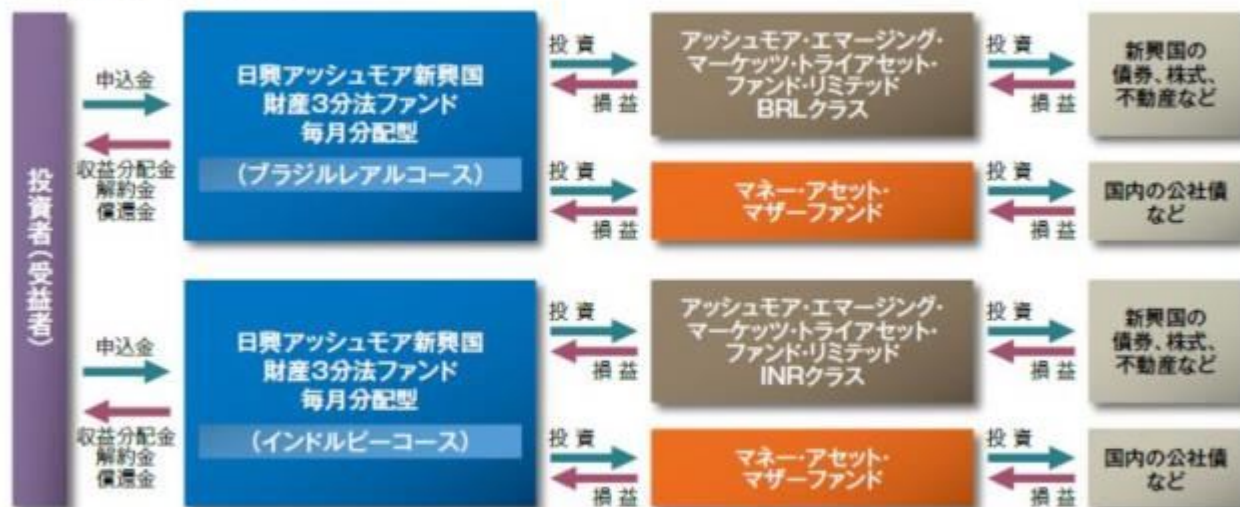 投資者(受益者)
申込金
収益分配金
解約金
償還金
日興アッシュモア新興国
財産3分法ファンド
毎月分配型
(ブラジルレアルコース)
投資
損益
アッシュモア・エマージング・
マーケッツ・トライアセット・
ファンド・リミテッド
BRLクラス
投資
損益
新興国の
債券、株式、
不動産など
投資
損益
マネー・アセット・
マザーファンド
投資
損益
国内の公社債
など
申込金
収益分配金
解約金
償還金
日興アッシュモア新興国
財産3分法ファンド
毎月分配型
(インドルピーコース)
投資
損益
アッシュモア・エマージング・
マーケッツ・トライアセット・
ファンド・リミテッド
INRクラス
投資
損益
新興国の
債券、株式、
不動産など
投資
損益
マネー・アセット・
マザーファンド
投資
損益
国内の公社債
など